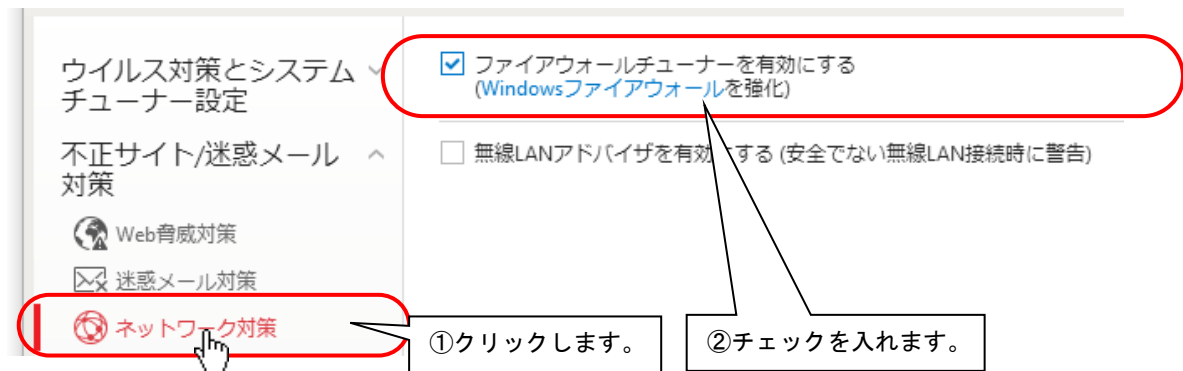 ウイルス対策とシステム
チューナー設定
不正サイト/迷惑メール
対策
Web脅威対策
迷惑メール対策
ネットワーク対策
ファイアウォールチューナーを有効にする
(Windowsファイアウォールを強化)
無線LANアドバイザを有効にする (安全でない無線LAN接続時に警告)
①クリックします。
②チェックを入れます。